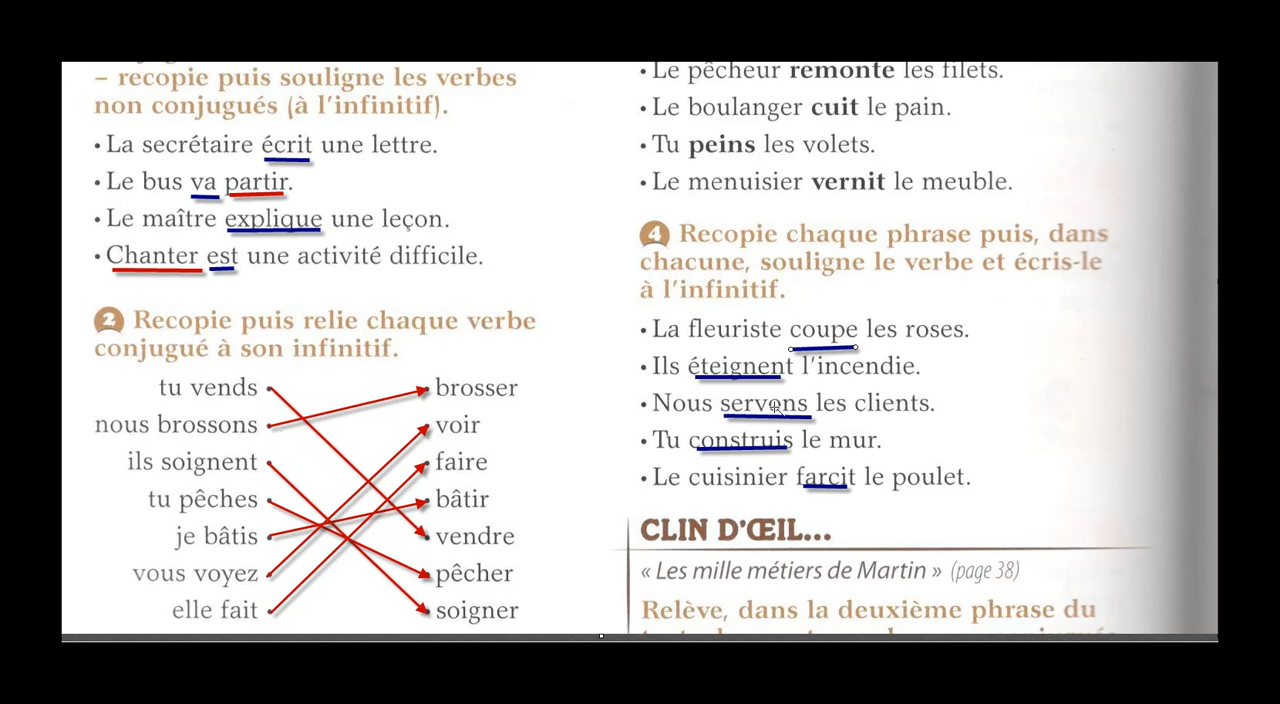 – recopie puis souligne les verbes
non conjugués (à l'infinitif).
• La secrétaire écrit une lettre.
• Le bus va partir.
• Le maître explique une leçon.
• Chanter est une activité difficile.
2 Recopie puis relie chaque verbe
conjugué à son infinitif.
tu vends • • brosser
nous brossons • • voir
ils soignent • • faire
tu pêches • • bâtir
je bâtis • • vendre
vous voyez • • pêcher
elle fait • • soigner
• Le pêcheur remonte les filets.
• Le boulanger cuit le pain.
• Tu peins les volets.
• Le menuisier vernit le meuble.
4 Recopie chaque phrase puis, dans
chacune, souligne le verbe et écris-le
à l'infinitif.
• La fleuriste coupe les roses.
• Ils éteignent l'incendie.
• Nous servons les clients.
• Tu construis le mur.
• Le cuisinier farcit le poulet.
CLIN D'ŒIL...
« Les mille métiers de Martin » (page 38)
Relève, dans la deuxième phrase du